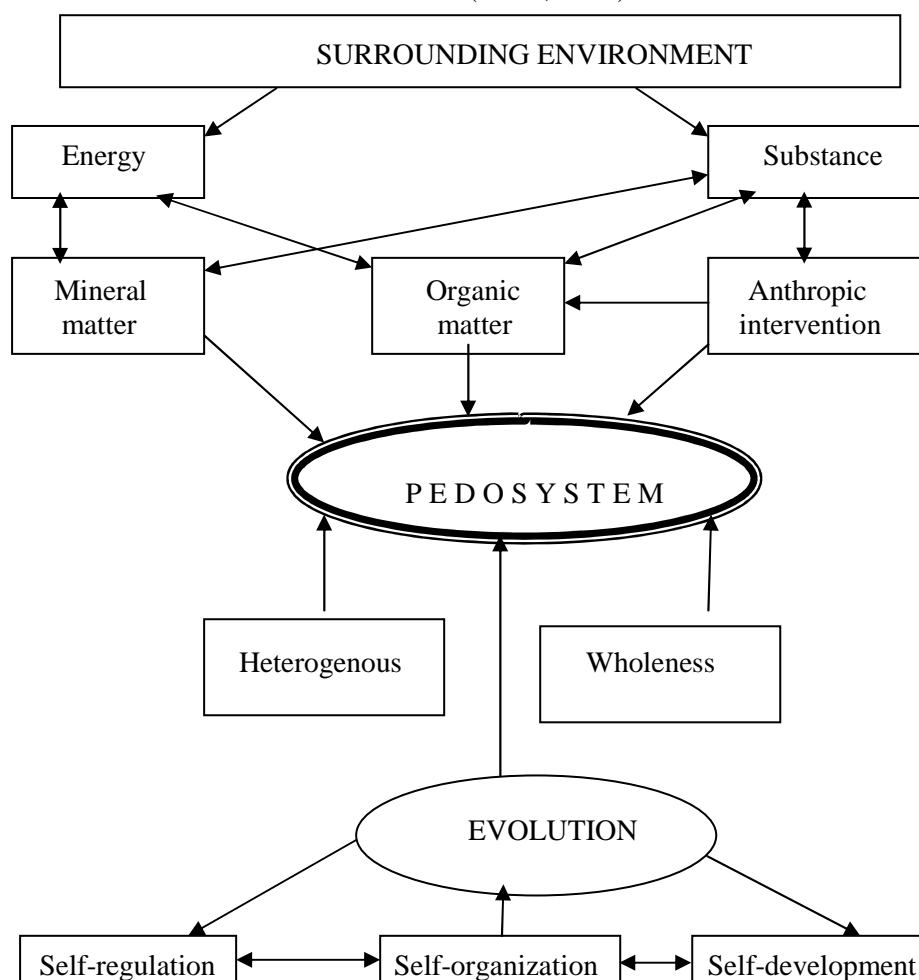 SURROUNDING ENVIRONMENT
Energy
Substance
Mineral
matter
Organic
matter
Anthropic
intervention
P E D O S Y S T E M
Heterogenous
Wholeness
EVOLUTION
Self-regulation
Self-organization
Self-development